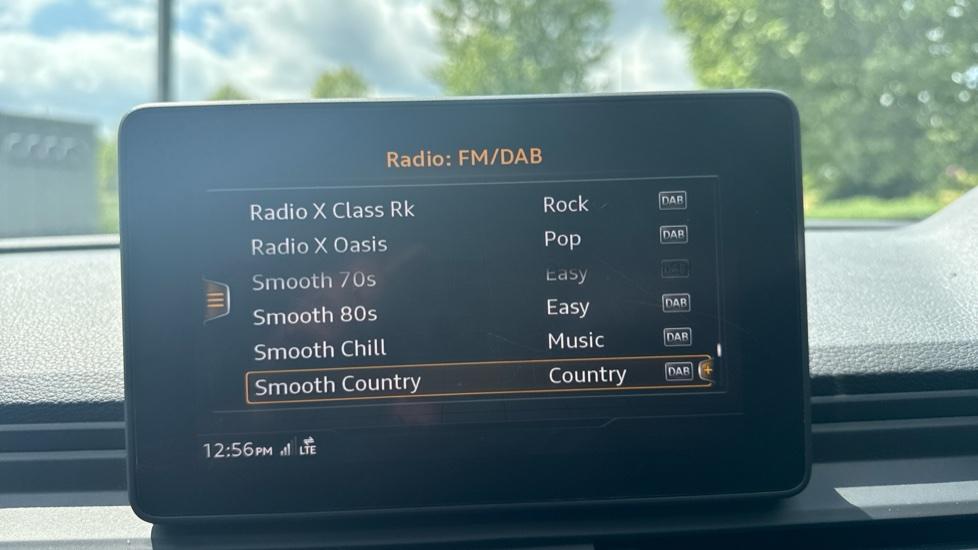 Radio: FM/DAB
Radio X Class Rk Rock DAB
Radio X Oasis Pop DAB
Smooth 70s Easy DAB
Smooth 80s Easy DAB
Smooth Chill Music DAB
Smooth Country Country DAB +
12:56PM LTE